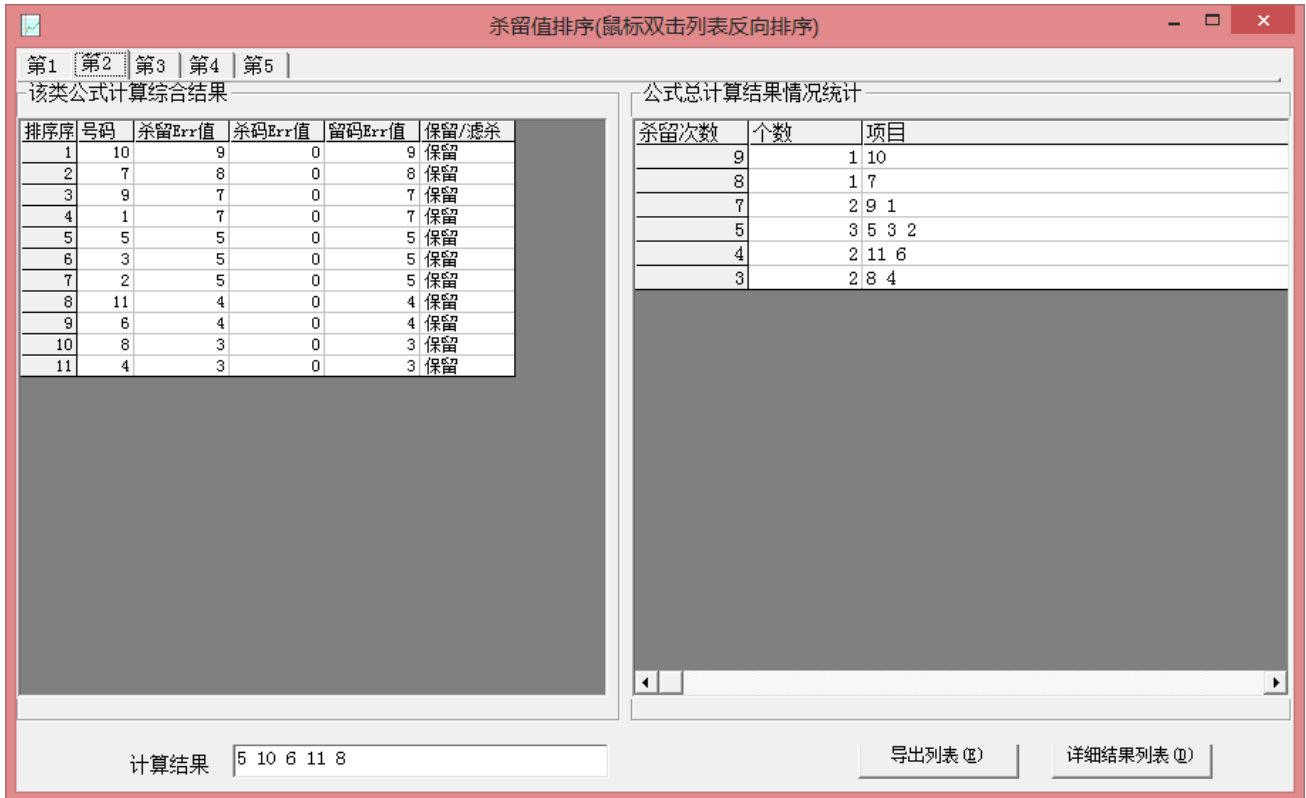 杀留值排序(鼠标双击列表反向排序)
第1 第2 第3 第4 第5
该类公式计算综合结果
排序序 号码 杀留Err值 杀码Err值 留码Err值 保留/滤杀
1 10 9 0 9 保留
2 7 8 0 8 保留
3 9 7 0 7 保留
4 1 7 0 7 保留
5 5 5 0 5 保留
6 3 5 0 5 保留
7 2 5 0 5 保留
8 11 4 0 4 保留
9 6 4 0 4 保留
10 8 3 0 3 保留
11 4 3 0 3 保留
公式总计算结果情况统计
杀留次数 个数 项目
9 1 10
8 1 7
7 2 9 1
5 3 5 3 2
4 2 11 6
3 2 8 4
计算结果 5 10 6 11 8
导出列表(E) 详细结果列表(D)